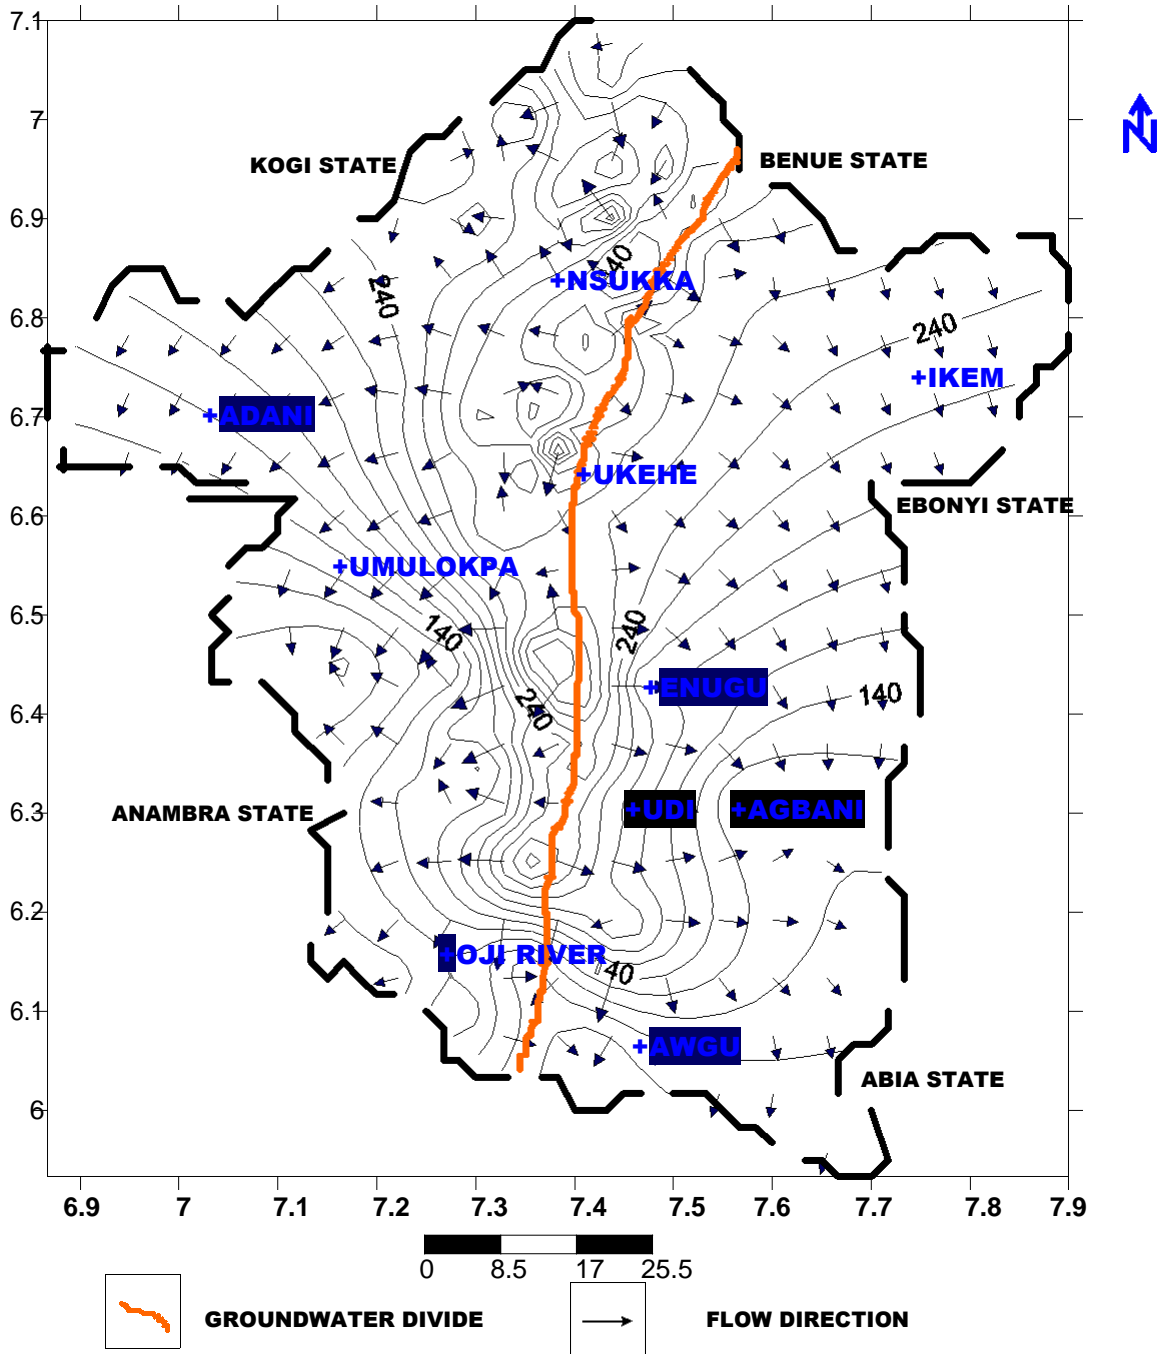 7.1
7
KOGI STATE
BENUE STATE
6.9
240
+NSUKKA
240
6.8
240
+IKEM
6.7
+ADANI
+UKEHE
EBONYI STATE
6.6
+UMULOKPA
6.5
140
240
+ENUGU
140
240
6.4
ANAMBRA STATE
6.3
+UDI
+AGBANI
6.2
+OJI RIVER
140
6.1
+AWGU
ABIA STATE
6
6.9 7 7.1 7.2 7.3 7.4 7.5 7.6 7.7 7.8 7.9
0 8.5 17 25.5
GROUNDWATER DIVIDE
FLOW DIRECTION
N